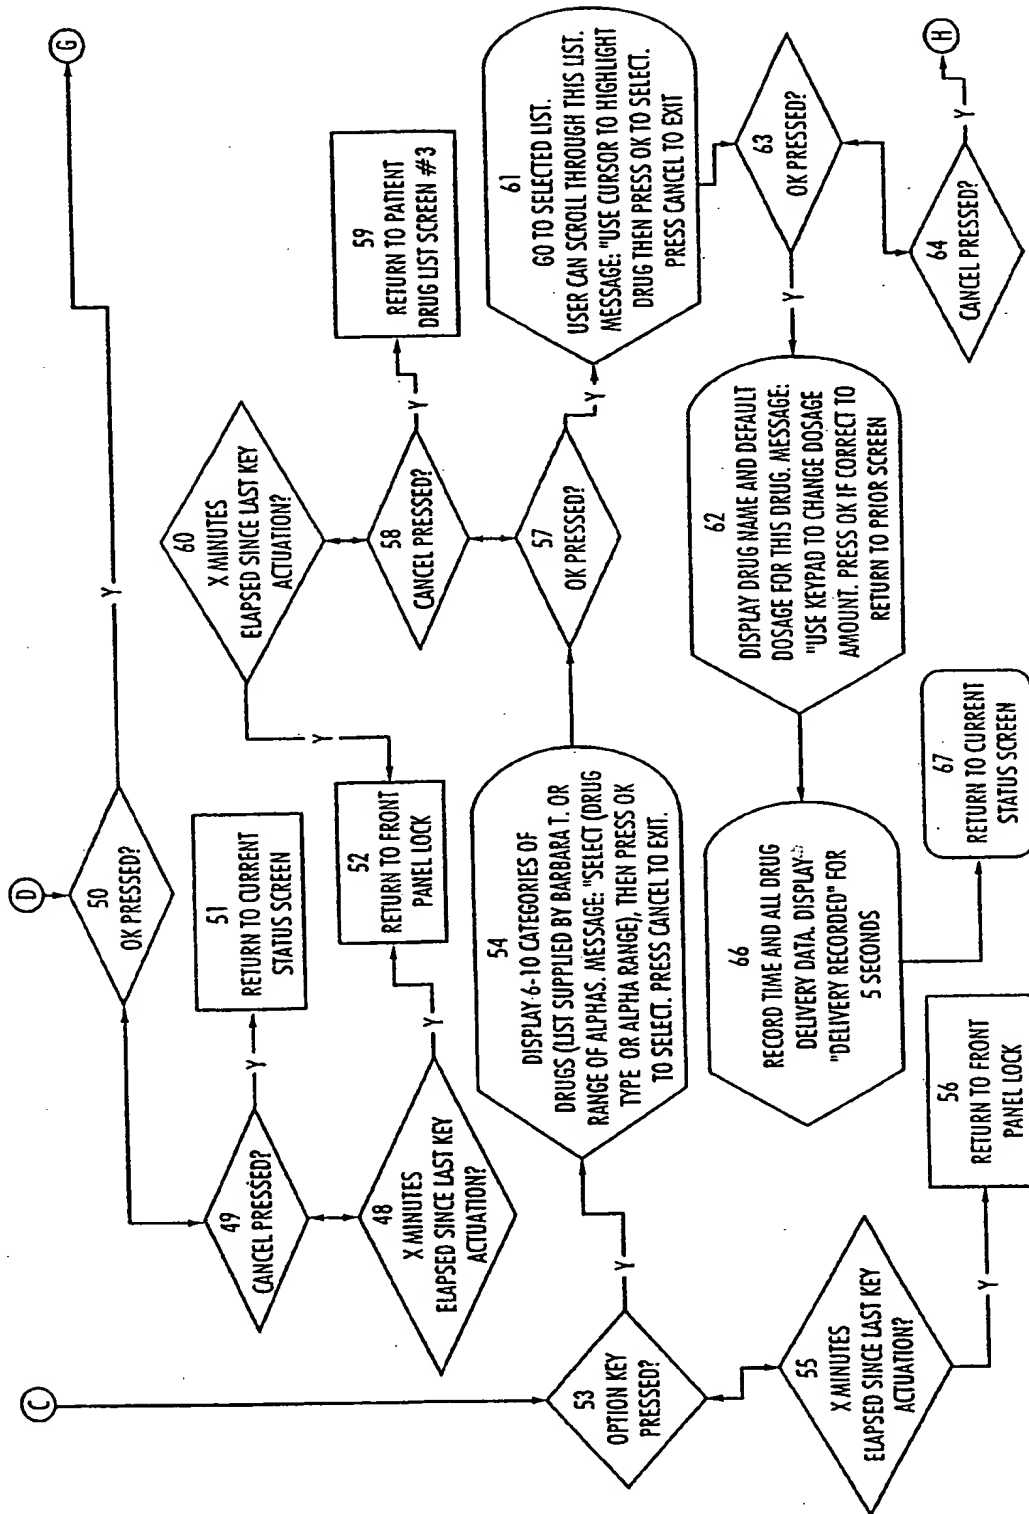 G
D
50
OK PRESSED?
Y
51
RETURN TO CURRENT
STATUS SCREEN
49
CANCEL PRESSED?
Y
48
X MINUTES
ELAPSED SINCE LAST KEY
ACTUATION?
Y
52
RETURN TO FRONT
PANEL LOCK
Y
60
X MINUTES
ELAPSED SINCE LAST KEY
ACTUATION?
59
RETURN TO PATIENT
DRUG LIST SCREEN #3
Y
58
CANCEL PRESSED?
57
OK PRESSED?
Y
C
53
OPTION KEY
PRESSED?
Y
54
DISPLAY 6-10 CATEGORIES OF
DRUGS (LIST SUPPLIED BY BARBARA T. OR
RANGE OF ALPHAS. MESSAGE: "SELECT (DRUG
TYPE OR ALPHA RANGE), THEN PRESS OK
TO SELECT. PRESS CANCEL TO EXIT.
55
X MINUTES
ELAPSED SINCE LAST KEY
ACTUATION?
Y
56
RETURN TO FRONT
PANEL LOCK
61
GO TO SELECTED LIST.
USER CAN SCROLL THROUGH THIS LIST.
MESSAGE: "USE CURSOR TO HIGHLIGHT
DRUG THEN PRESS OK TO SELECT.
PRESS CANCEL TO EXIT
63
OK PRESSED?
Y
64
CANCEL PRESSED?
Y
H
62
DISPLAY DRUG NAME AND DEFAULT
DOSAGE FOR THIS DRUG. MESSAGE:
"USE KEYPAD TO CHANGE DOSAGE
AMOUNT. PRESS OK IF CORRECT TO
RETURN TO PRIOR SCREEN
66
RECORD TIME AND ALL DRUG
DELIVERY DATA. DISPLAY
"DELIVERY RECORDED" FOR
5 SECONDS
67
RETURN TO CURRENT
STATUS SCREEN